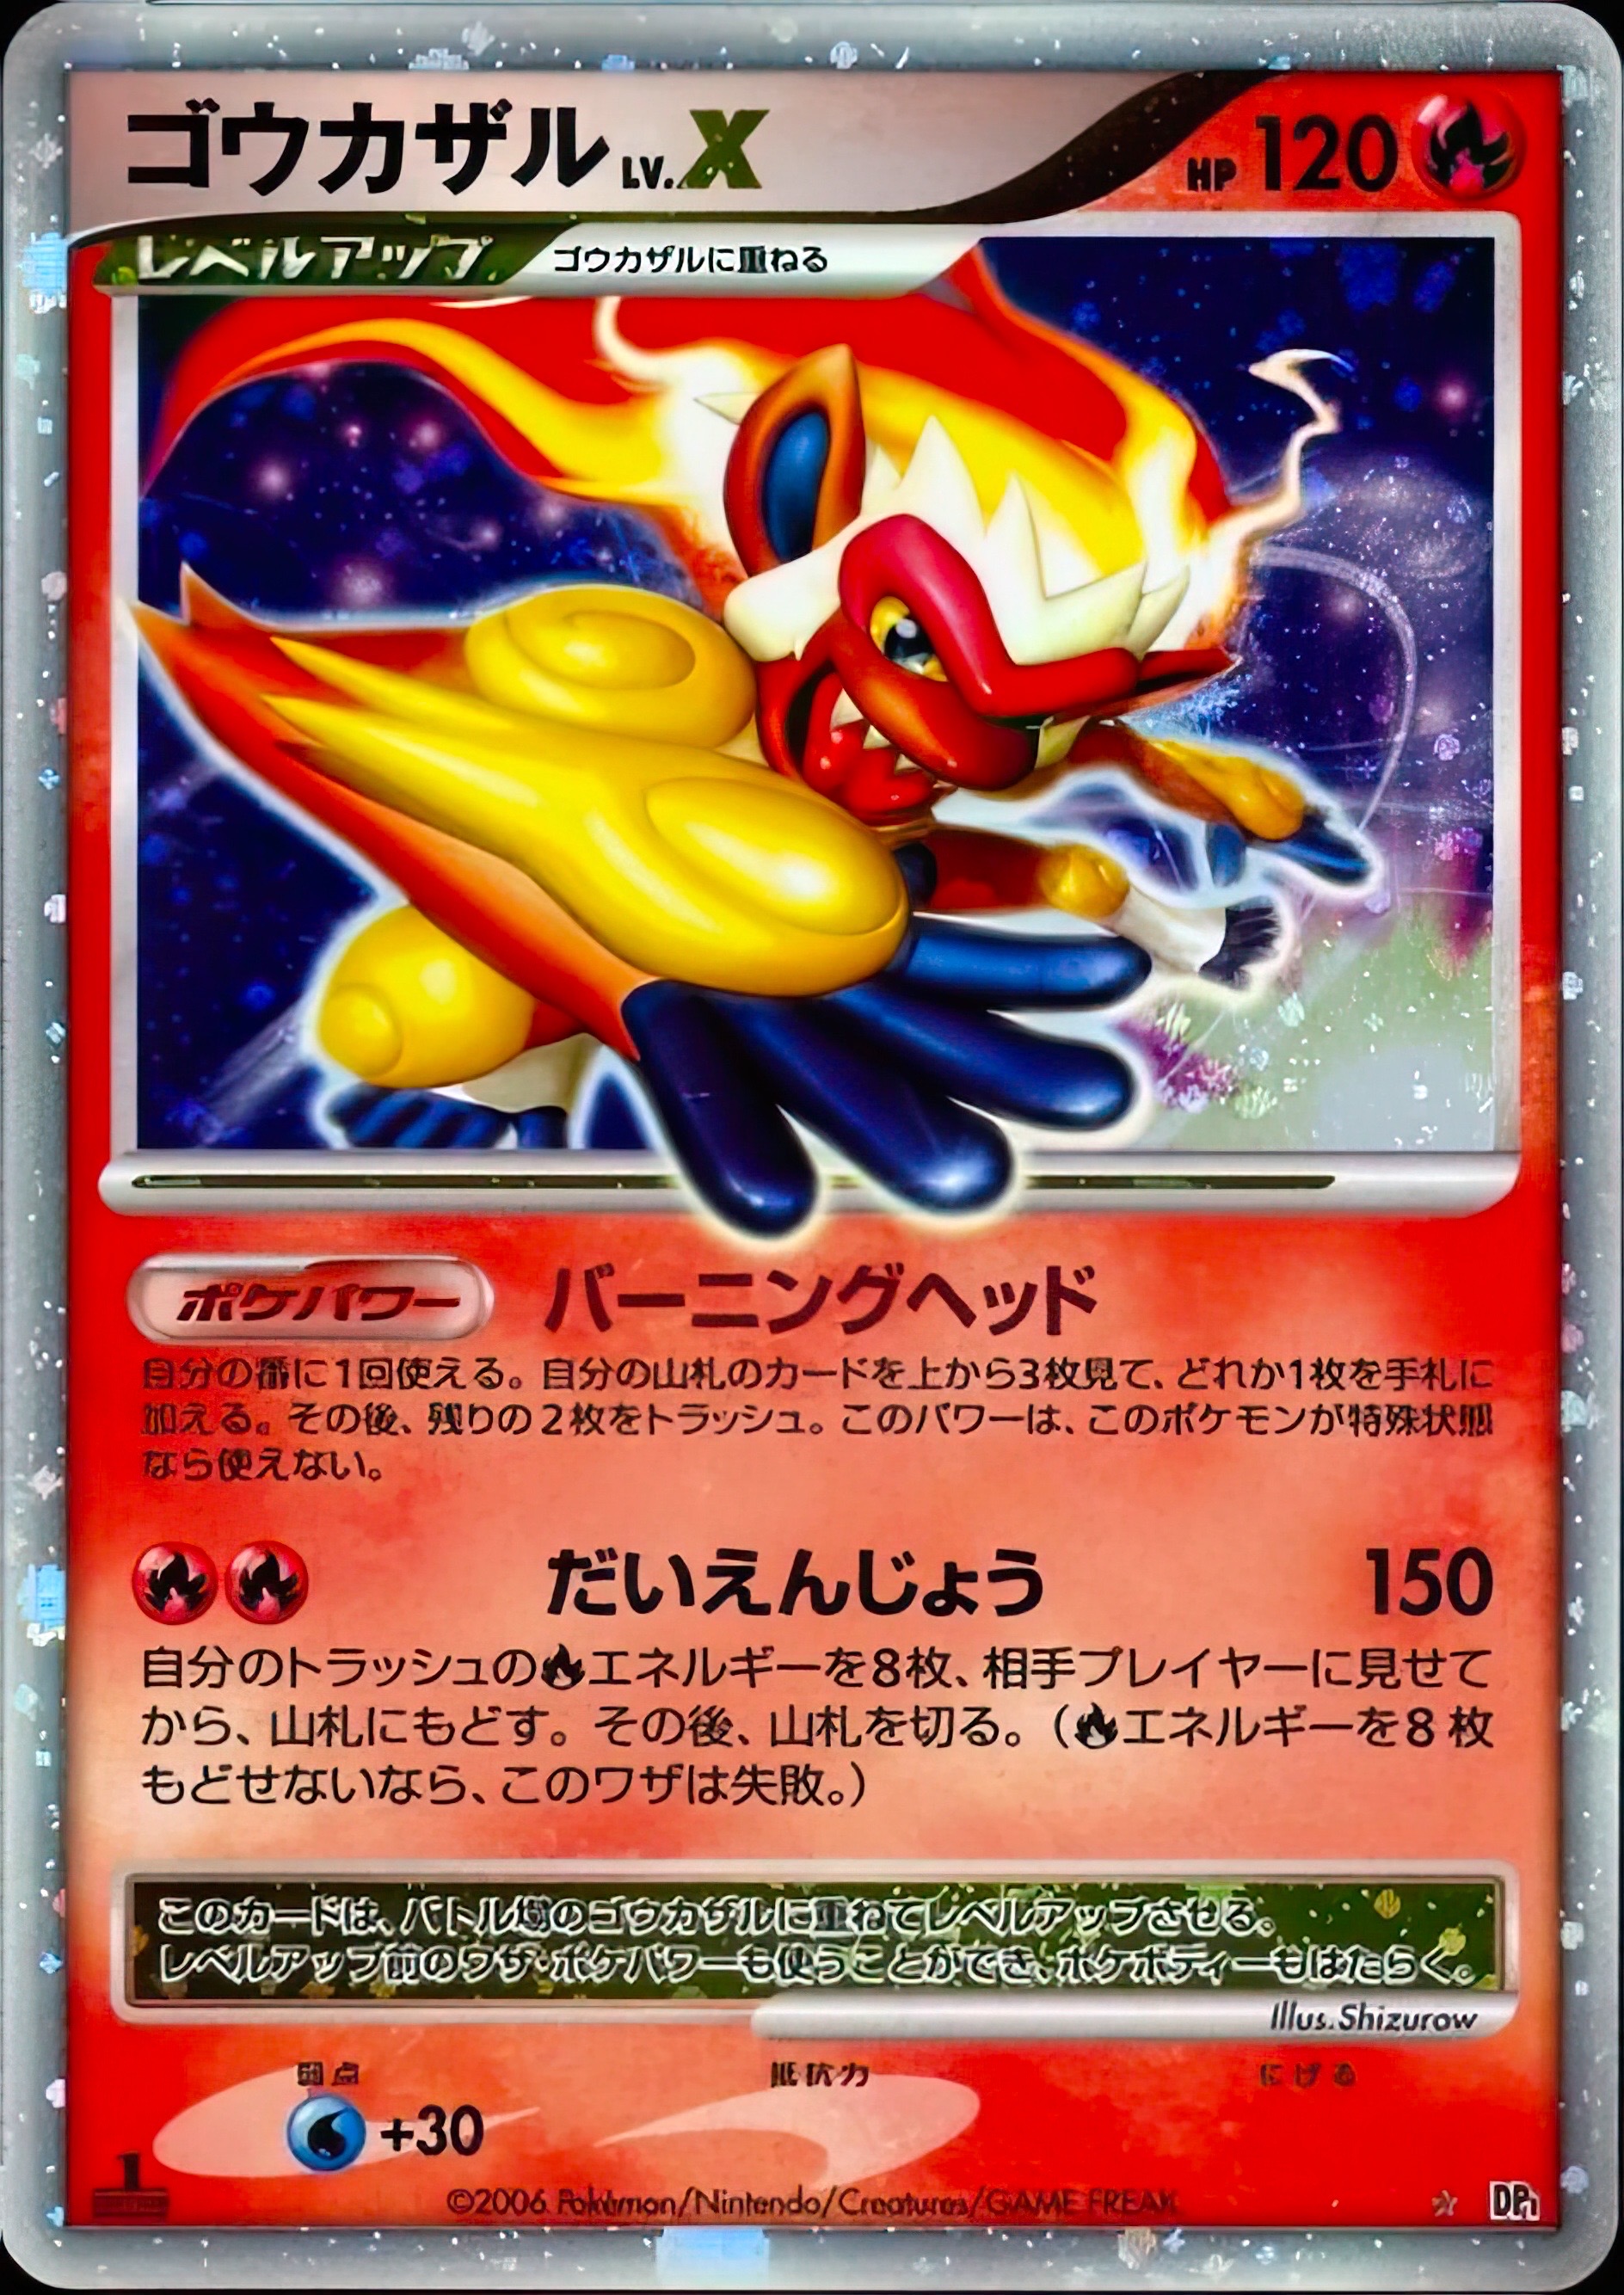 ゴウカザル LV.X HP 120
レベルアップ ゴウカザルに重ねる
ポケパワー バーニングヘッド
自分の番に1回使える。自分の山札のカードを上から3枚見て、どれか1枚を手札に
加える。その後、残りの2枚をトラッシュ。このパワーは、このポケモンが特殊状態
なら使えない。
だいえんじょう 150
自分のトラッシュの🔥エネルギーを8枚、相手プレイヤーに見せて
から、山札にもどす。その後、山札を切る。（🔥エネルギーを8枚
もどせないなら、このワザは失敗。）
このカードは、バトル場のゴウカザルに重ねてレベルアップさせる。
レベルアップ前のワザ・ポケパワーも使うことができ、ポケボディーもはたらく。
Illus. Shizurow
弱点 抵抗力 にげる
+30
1
©2006 Pokémon/Nintendo/Creatures/GAME FREAK
DP1